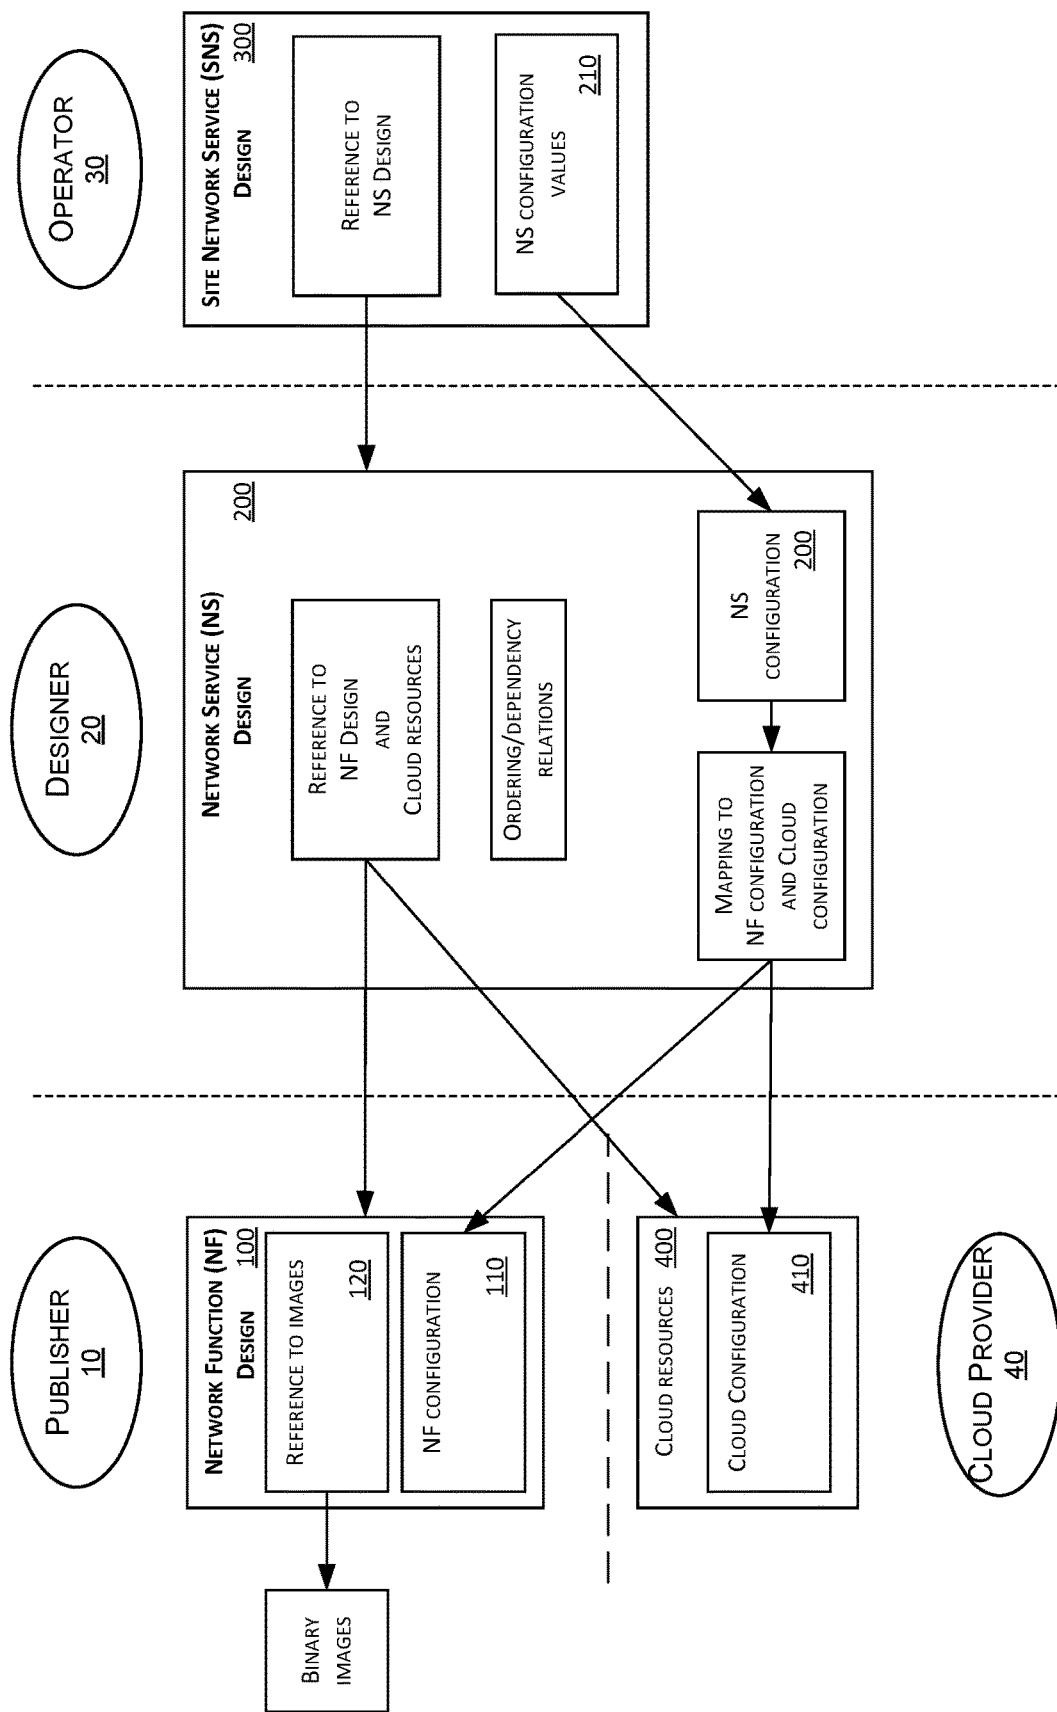 PUBLISHER
10
NETWORK FUNCTION (NF)
DESIGN
100
REFERENCE TO IMAGES
120
NF CONFIGURATION
110
BINARY
IMAGES
CLOUD RESOURCES
400
CLOUD CONFIGURATION
410
CLOUD PROVIDER
40
DESIGNER
20
NETWORK SERVICE (NS)
DESIGN
200
REFERENCE TO
NF DESIGN
AND
CLOUD RESOURCES
ORDERING/DEPENDENCY
RELATIONS
MAPPING TO
NF CONFIGURATION
AND CLOUD
CONFIGURATION
NS
CONFIGURATION
200
OPERATOR
30
SITE NETWORK SERVICE (SNS)
DESIGN
300
REFERENCE TO
NS DESIGN
NS CONFIGURATION
VALUES
210